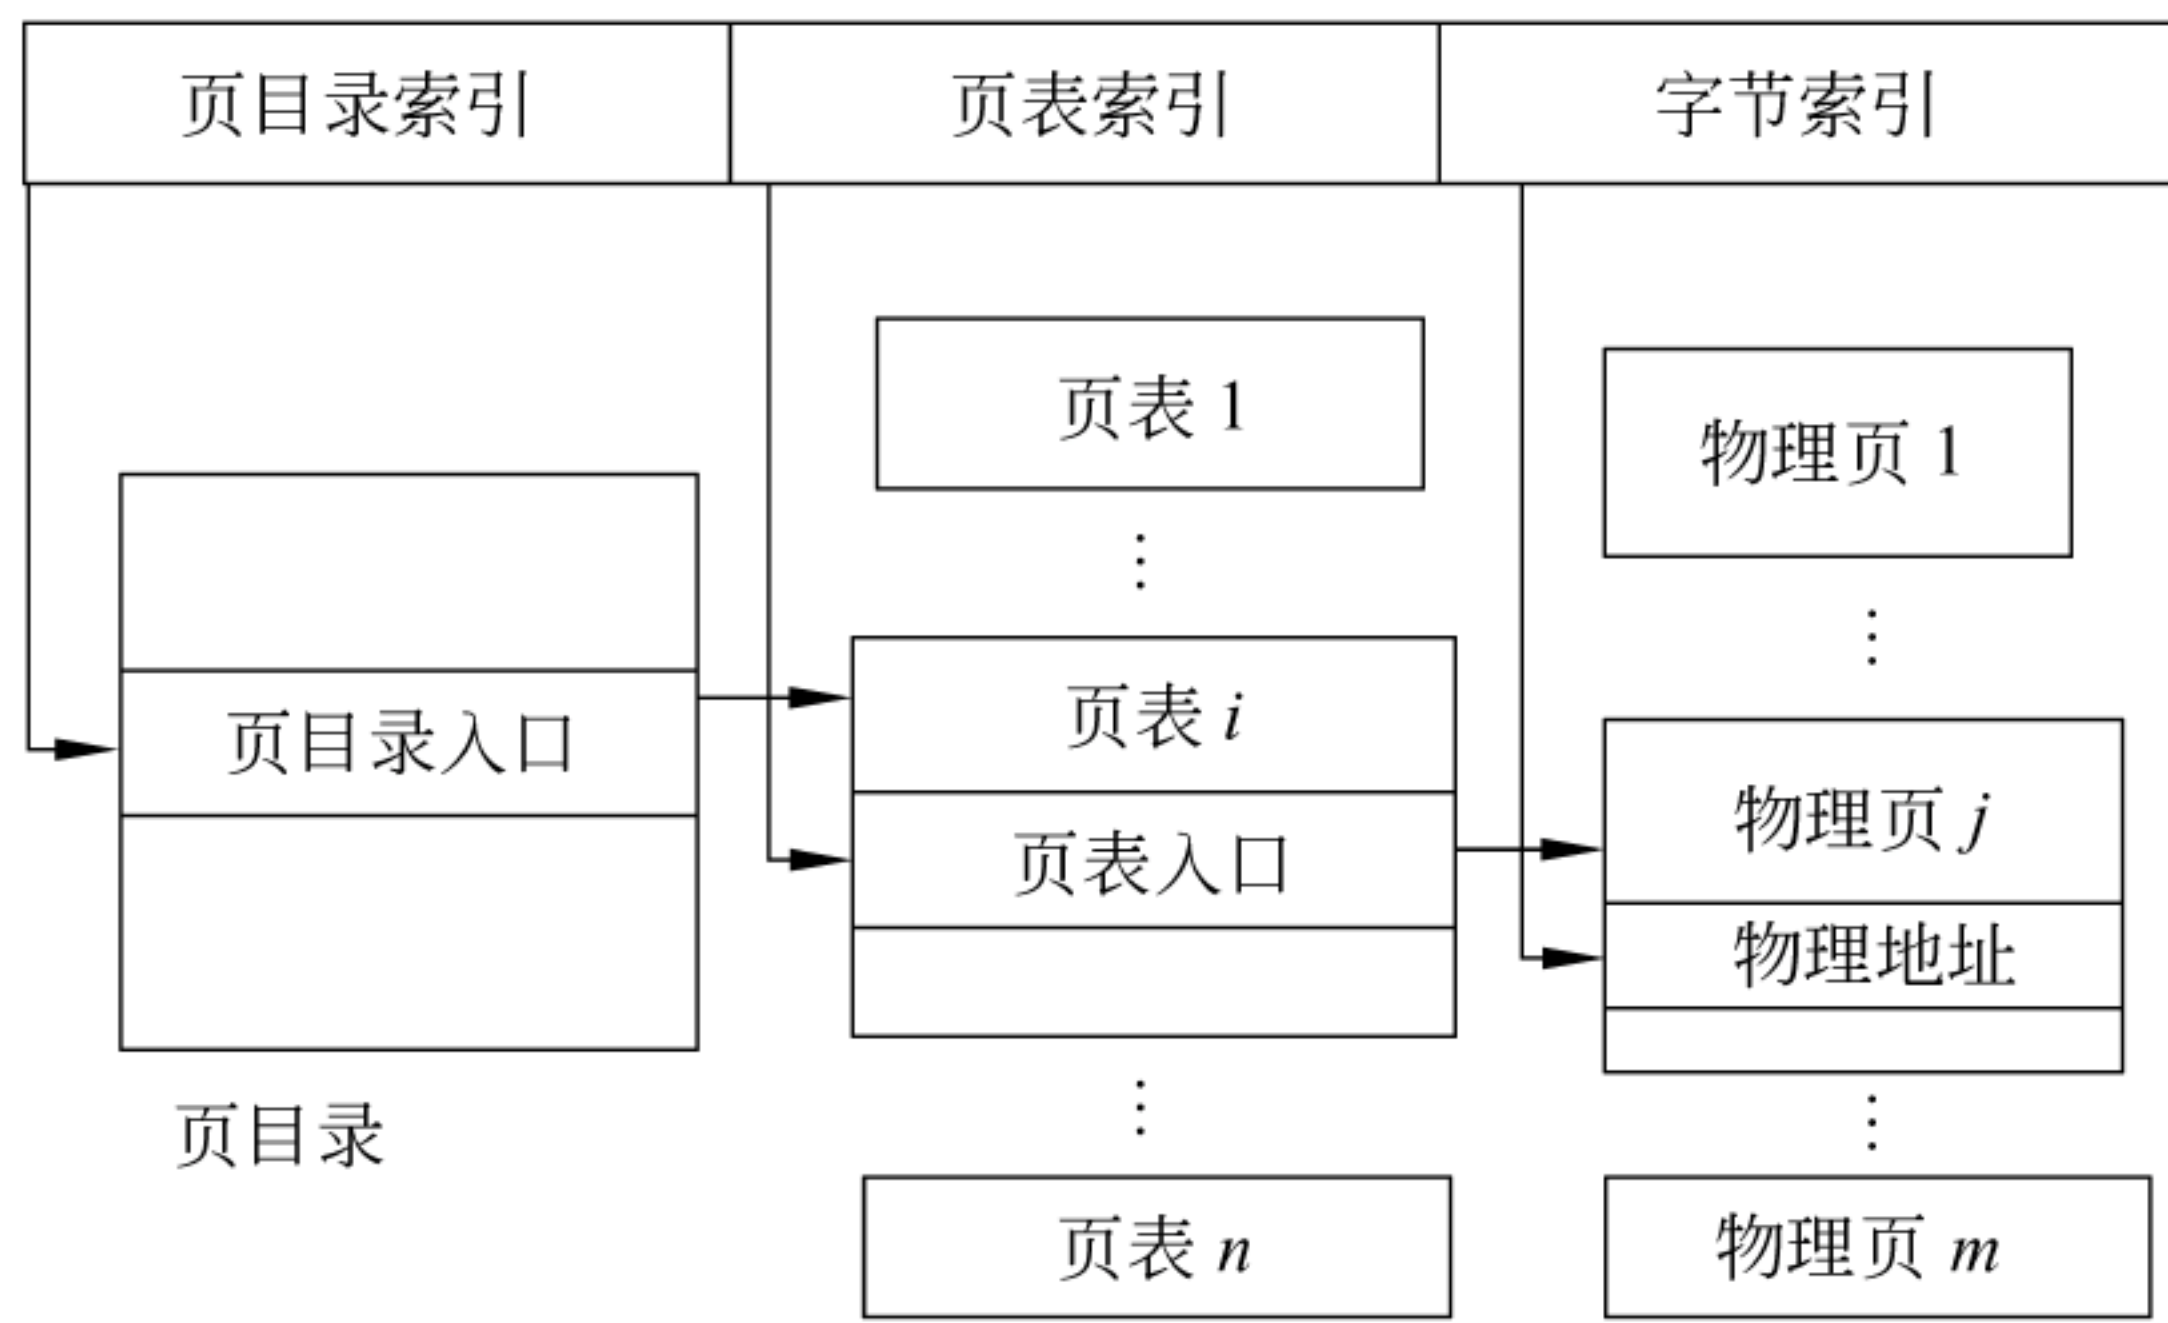 页目录索引
页表索引
字节索引
页表 1
物理页 1
⋮
⋮
页表 i
页目录入口
物理页 j
页表入口
物理地址
⋮
⋮
页目录
页表 n
物理页 m